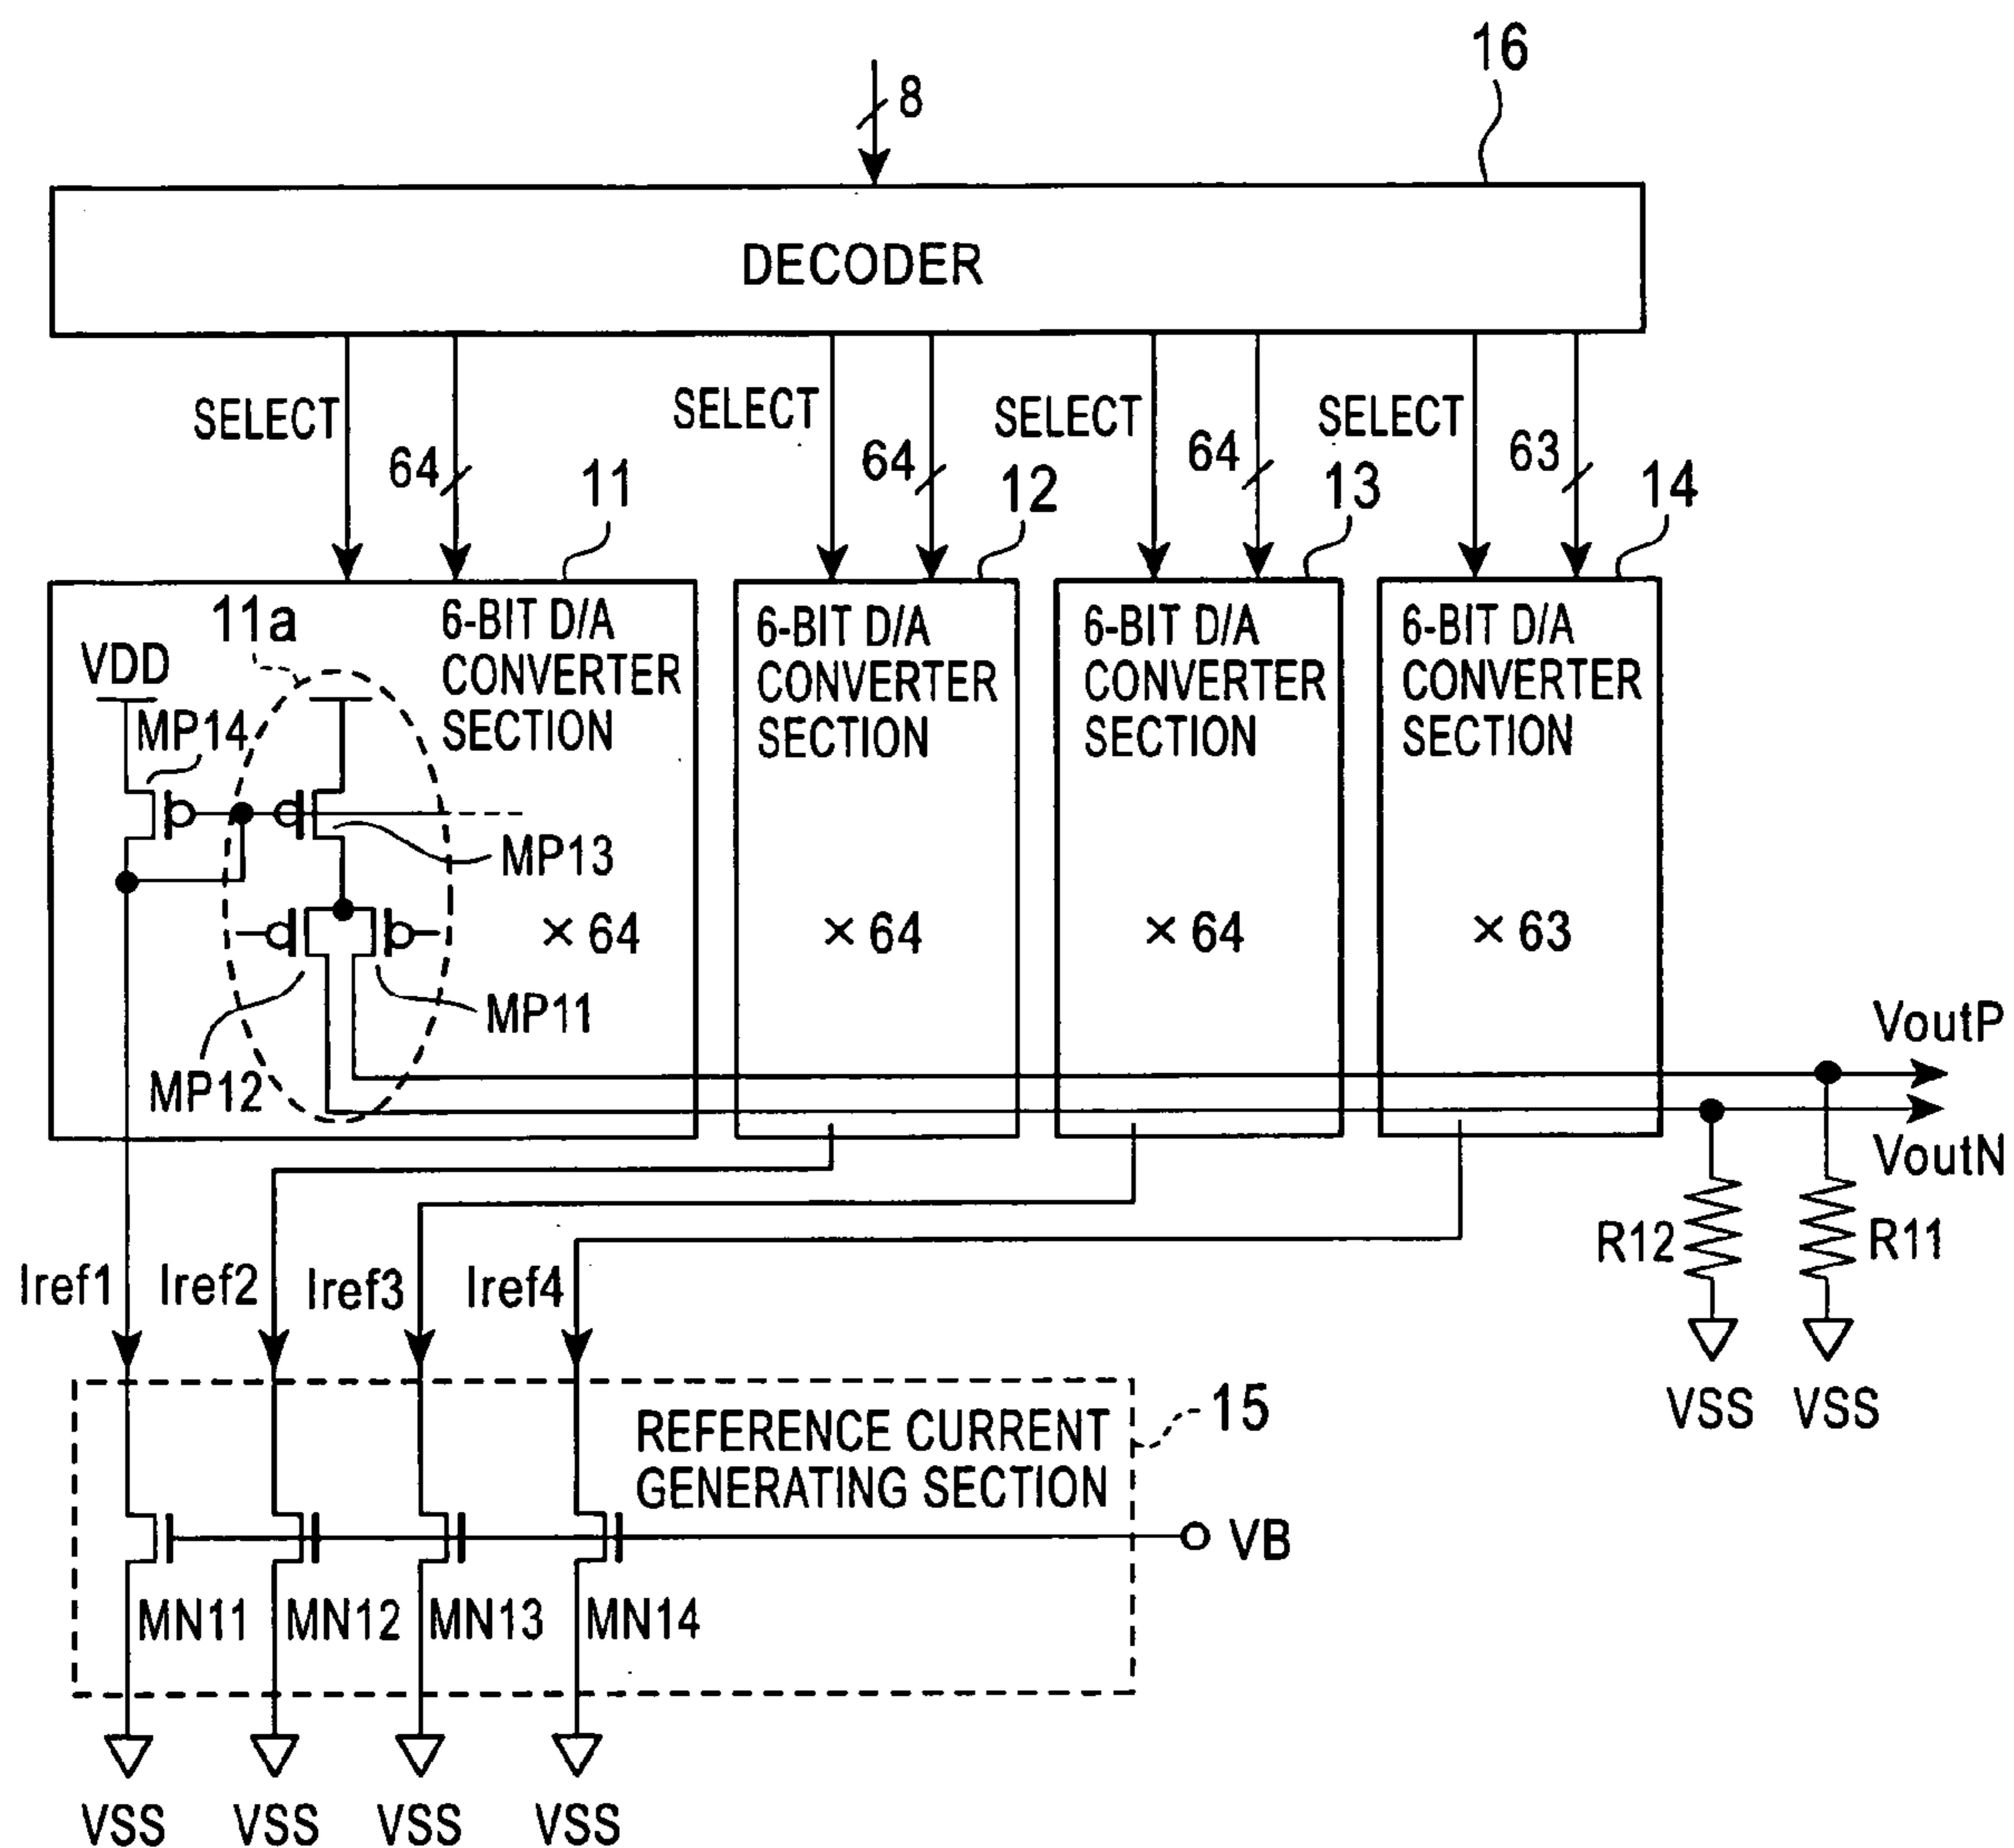 16
8
DECODER
SELECT
64
SELECT
64
SELECT
64
SELECT
63
11
12
13
14
11a
6-BIT D/A
CONVERTER
SECTION
6-BIT D/A
CONVERTER
SECTION
6-BIT D/A
CONVERTER
SECTION
6-BIT D/A
CONVERTER
SECTION
VDD
MP14
MP13
× 64
× 64
× 64
× 63
MP11
MP12
VoutP
VoutN
R12
R11
VSS
VSS
Iref1
Iref2
Iref3
Iref4
REFERENCE CURRENT
GENERATING SECTION
15
VB
MN11
MN12
MN13
MN14
VSS
VSS
VSS
VSS